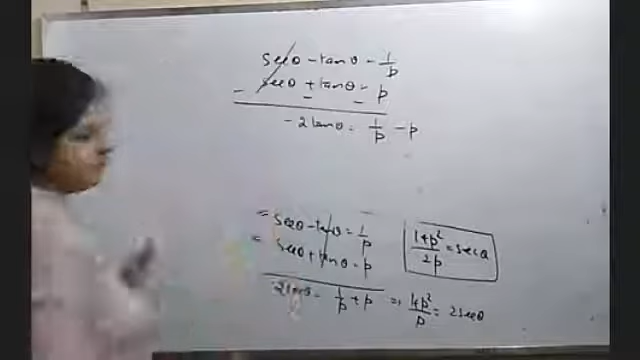 secθ - tanθ = 1/p
- secθ + tanθ = p
-2tanθ = 1/p - p
= secθ - tanθ = 1/p
= secθ + tanθ = p
1+p²/2p = secθ
= 1/p + p ⇒ 1+p²/p = 2secθ